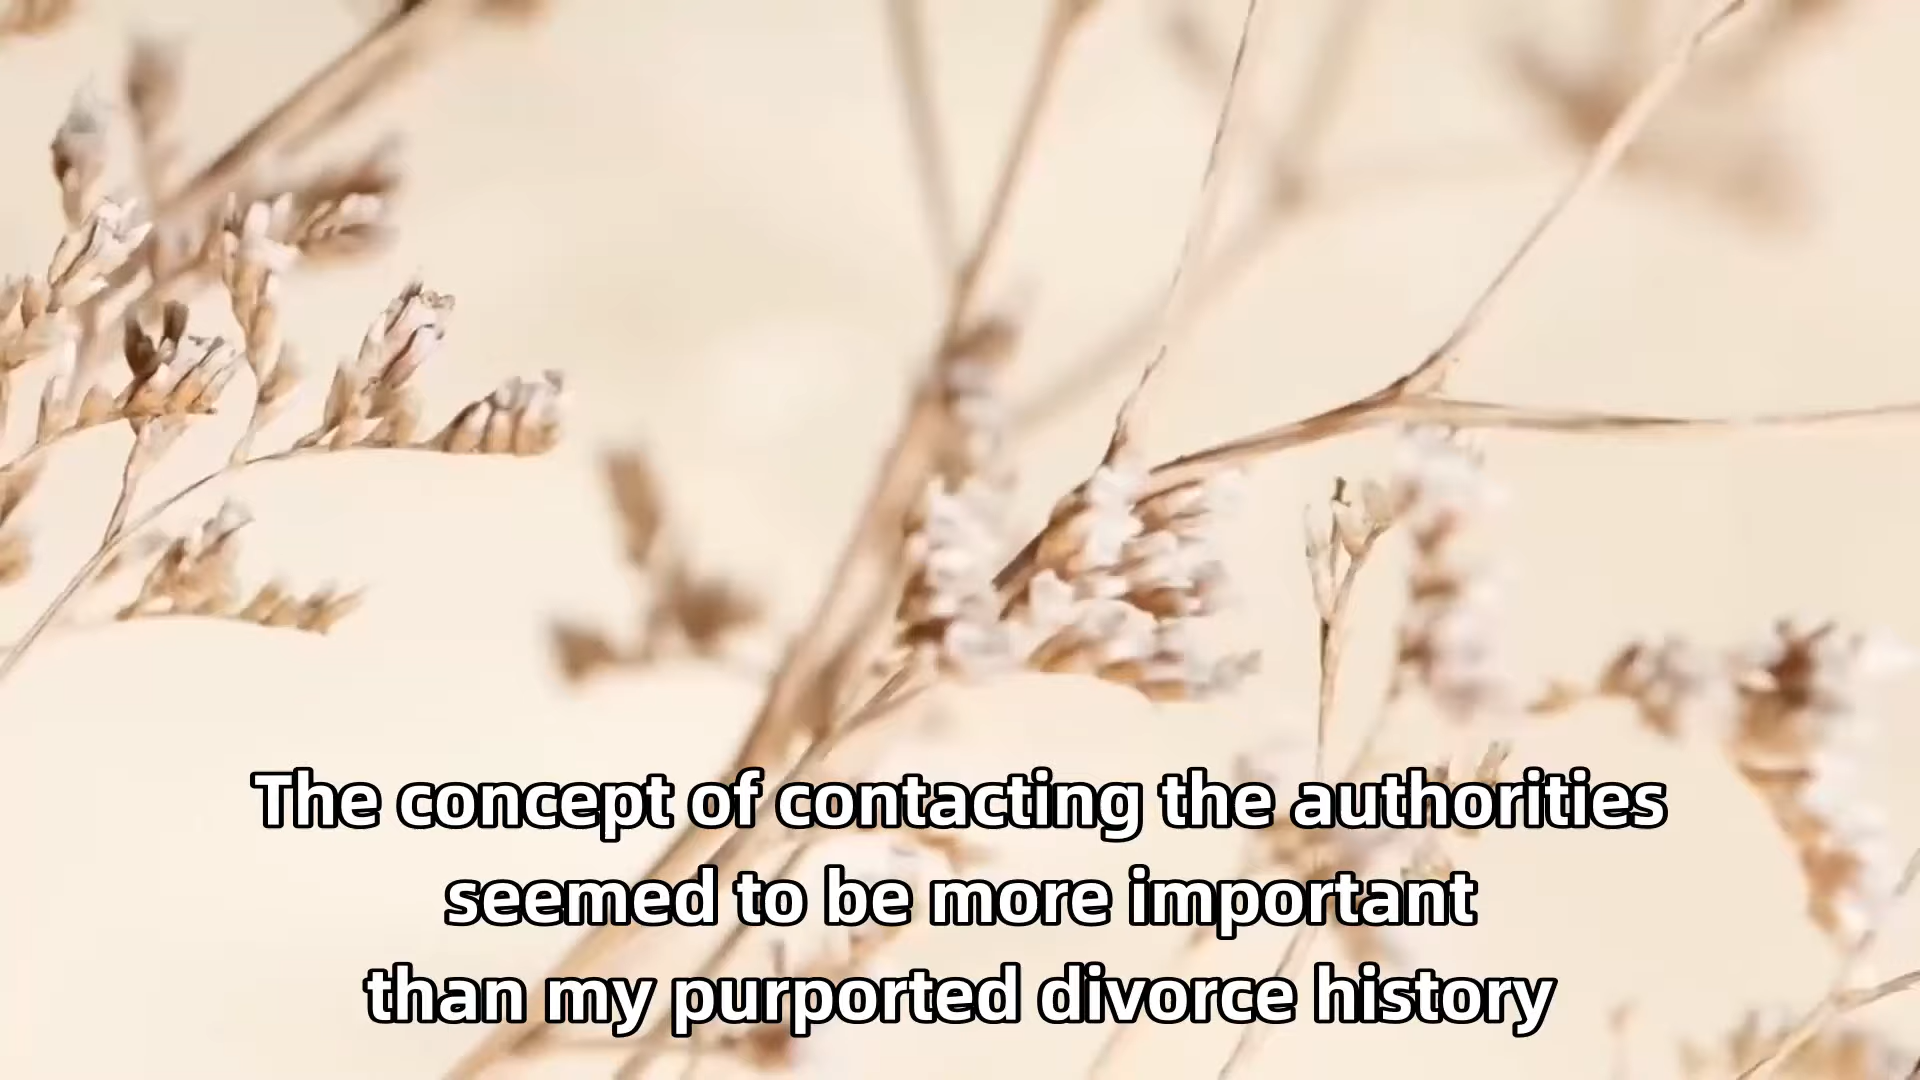 The concept of contacting the authorities
seemed to be more important
than my purported divorce history